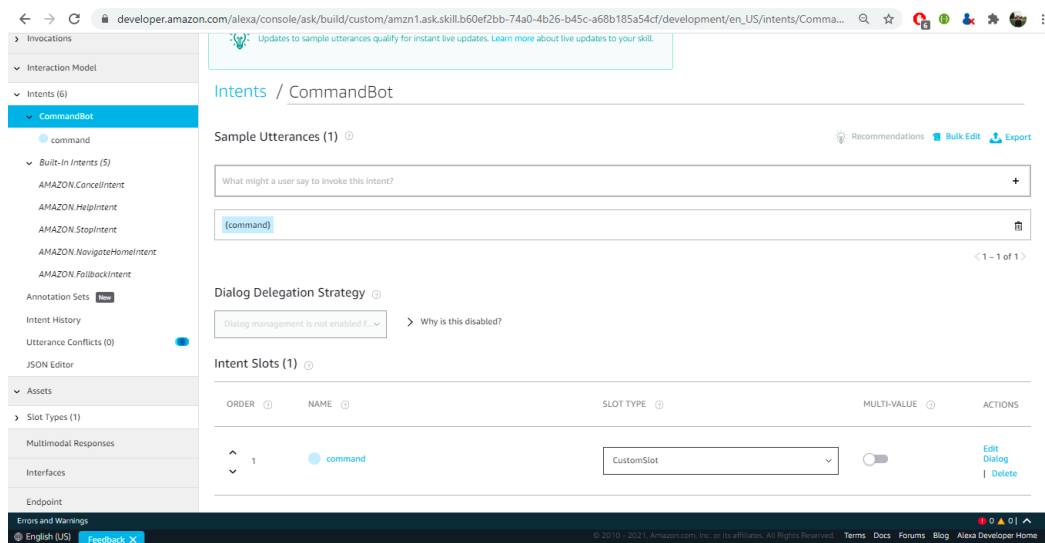 developer.amazon.com/alexa/console/ask/build/custom/amzn1.ask.skill.b60ef2bb-74a0-4b26-b45c-a68b185a54cf/development/en_US/intents/Comma...
6
Invocations
Interaction Model
Intents (6)
CommandBot
command
Built-In Intents (5)
AMAZON.CancelIntent
AMAZON.HelpIntent
AMAZON.StopIntent
AMAZON.NavigateHomeIntent
AMAZON.FallbackIntent
Annotation Sets New
Intent History
Utterance Conflicts (0)
JSON Editor
Assets
Slot Types (1)
Multimodal Responses
Interfaces
Endpoint
Updates to sample utterances qualify for instant live updates. Learn more about live updates to your skill.
Intents / CommandBot
Sample Utterances (1)
Recommendations Bulk Edit Export
What might a user say to invoke this intent?
{command}
< 1 – 1 of 1 >
Dialog Delegation Strategy
Dialog management is not enabled f...
Why is this disabled?
Intent Slots (1)
ORDER NAME SLOT TYPE MULTI-VALUE ACTIONS
1 command CustomSlot
Edit Dialog
| Delete
Errors and Warnings
0 0 |
English (US) Feedback X
© 2010 - 2021, Amazon.com, Inc. or its affiliates. All Rights Reserved. Terms Docs Forums Blog Alexa Developer Home